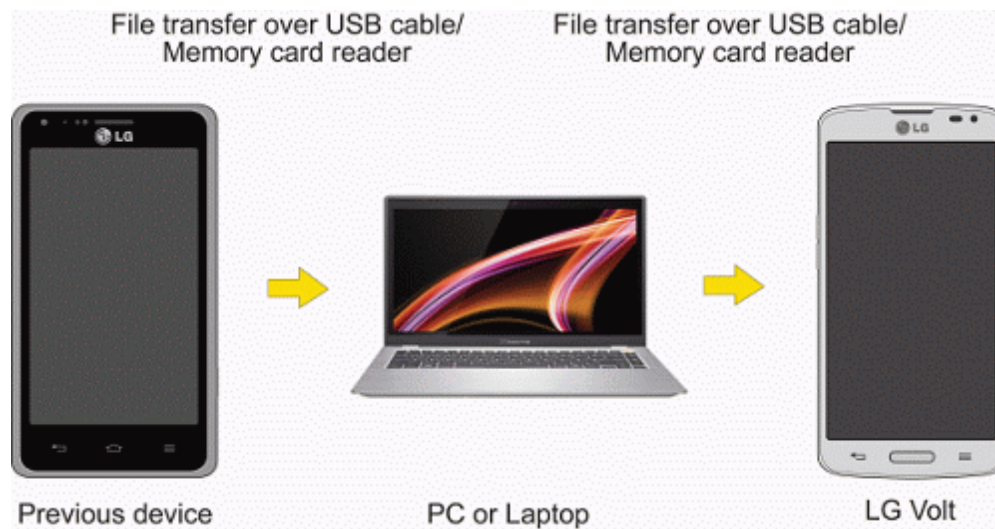 File transfer over USB cable/
Memory card reader
File transfer over USB cable/
Memory card reader
LG
LG
Previous device
PC or Laptop
LG Volt